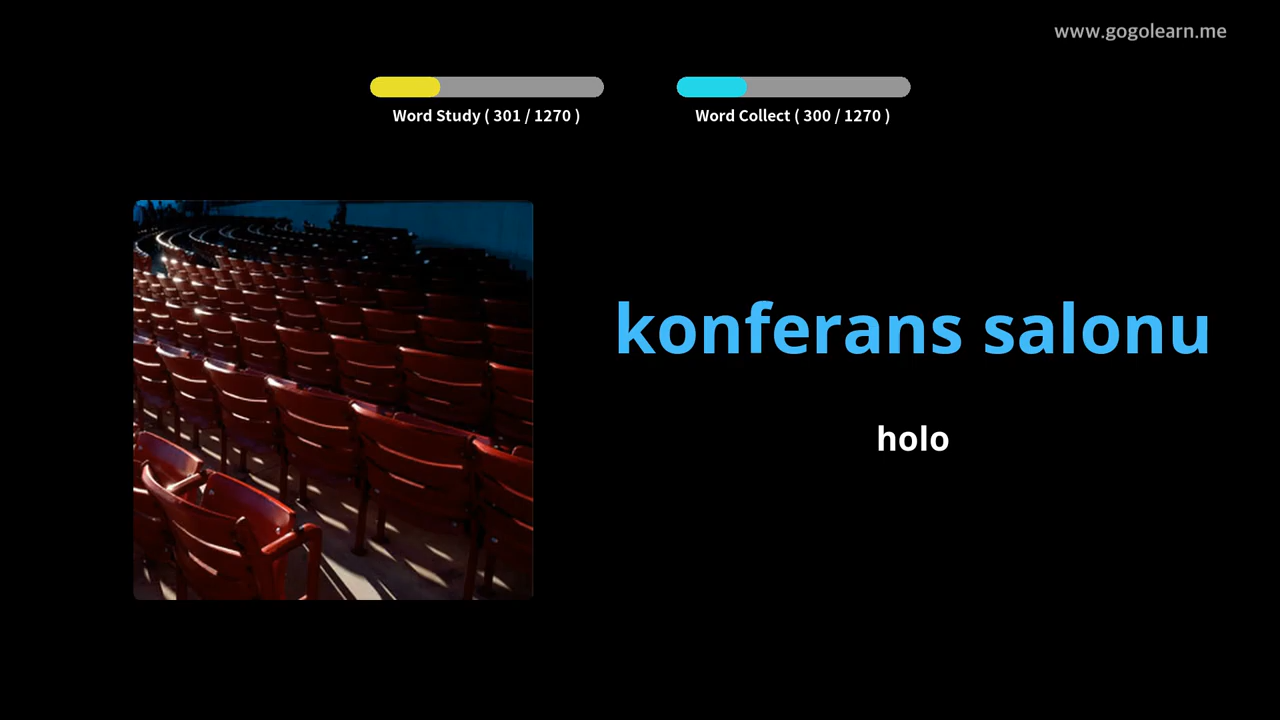 www.gogolearn.me
Word Study ( 301 / 1270 )
Word Collect ( 300 / 1270 )
konferans salonu
holo